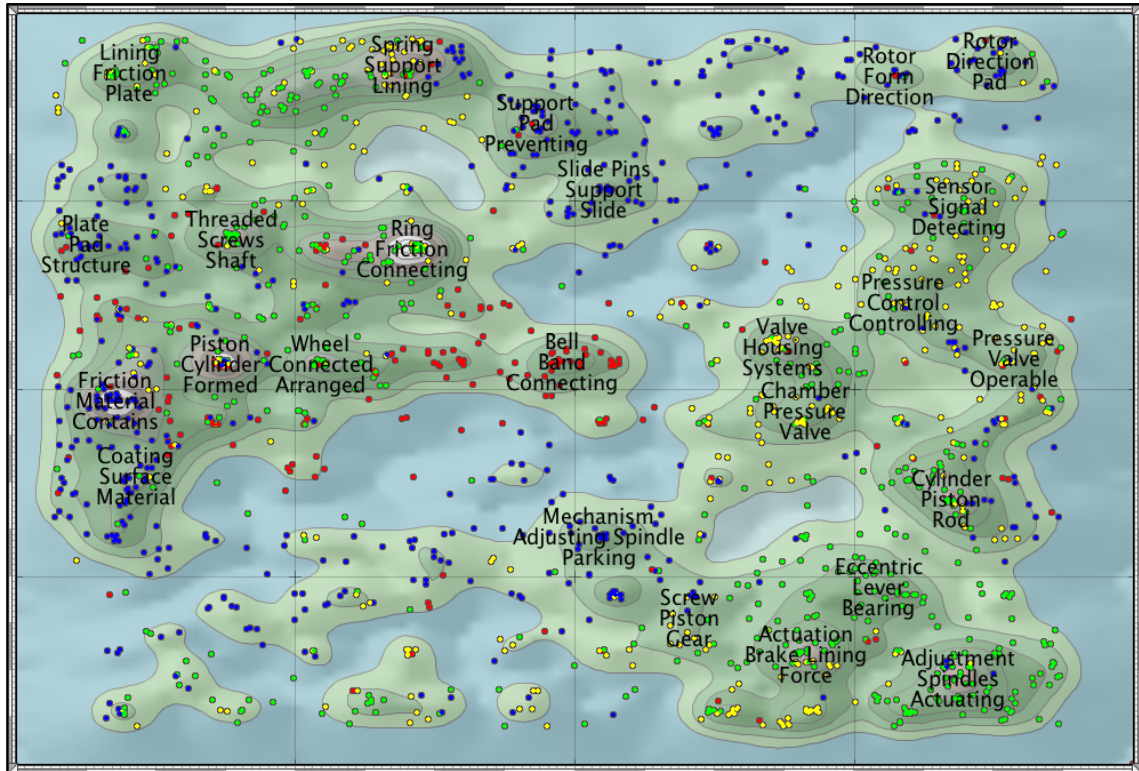 Lining
Friction
Plate
Spring
Support
Lining
Support
Pad
Preventing
Rotor
Form
Direction
Rotor
Direction
Pad
Slide Pins
Support
Slide
Sensor
Signal
Detecting
Plate
Pad
Structure
Threaded
Screws
Shaft
Ring
Friction
Connecting
Pressure
Control
Controlling
Piston
Cylinder
Formed
Wheel
Connected
Arranged
Bell
Band
Connecting
Valve
Housing
Systems
Pressure
Valve
Operable
Friction
Material
Contains
Chamber
Pressure
Valve
Coating
Surface
Material
Cylinder
Piston
Rod
Mechanism
Adjusting Spindle
Parking
Eccentric
Lever
Bearing
Screw
Piston
Gear
Actuation
Brake Lining
Force
Adjustment
Spindles
Actuating